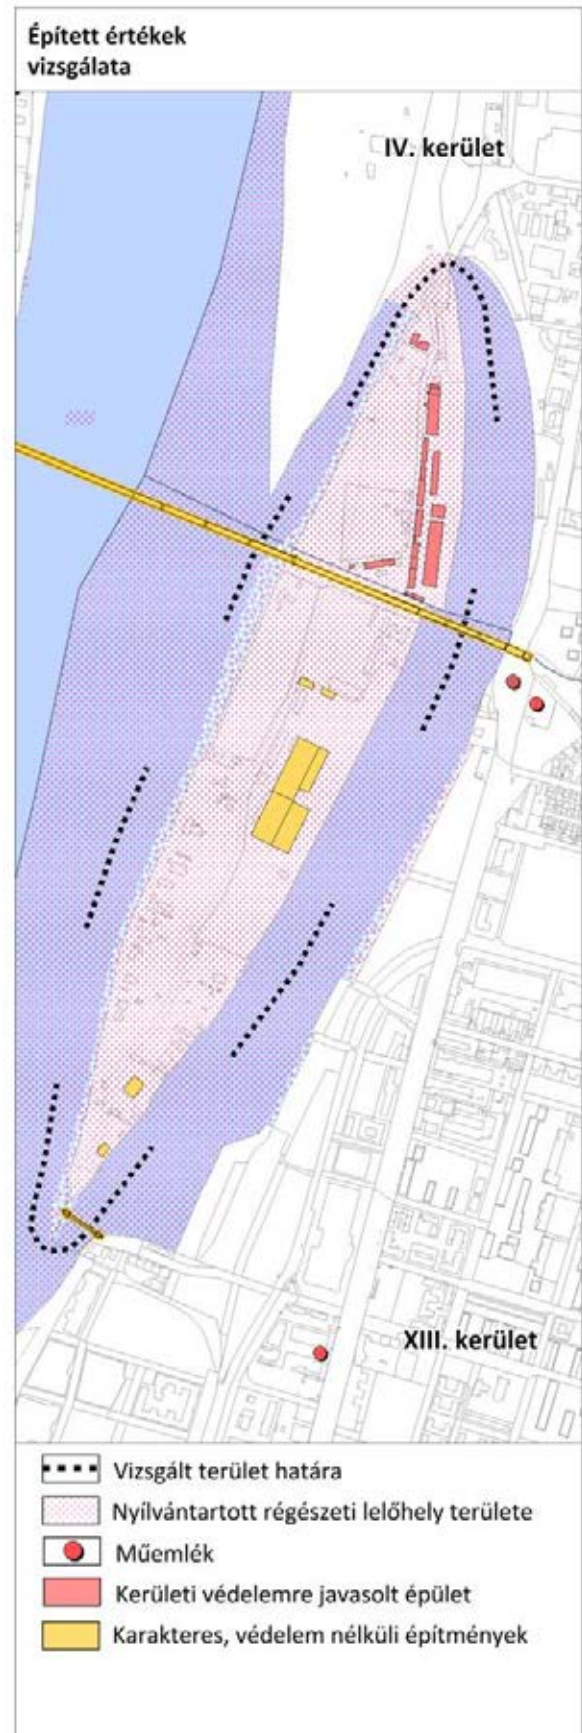 Épített értékek
vizsgálata
IV. kerület
XIII. kerület
Vizsgált terület határa
Nyílvántartott régészeti lelőhely területe
Műemlék
Kerületi védelemre javasolt épület
Karakteres, védelem nélküli építmények